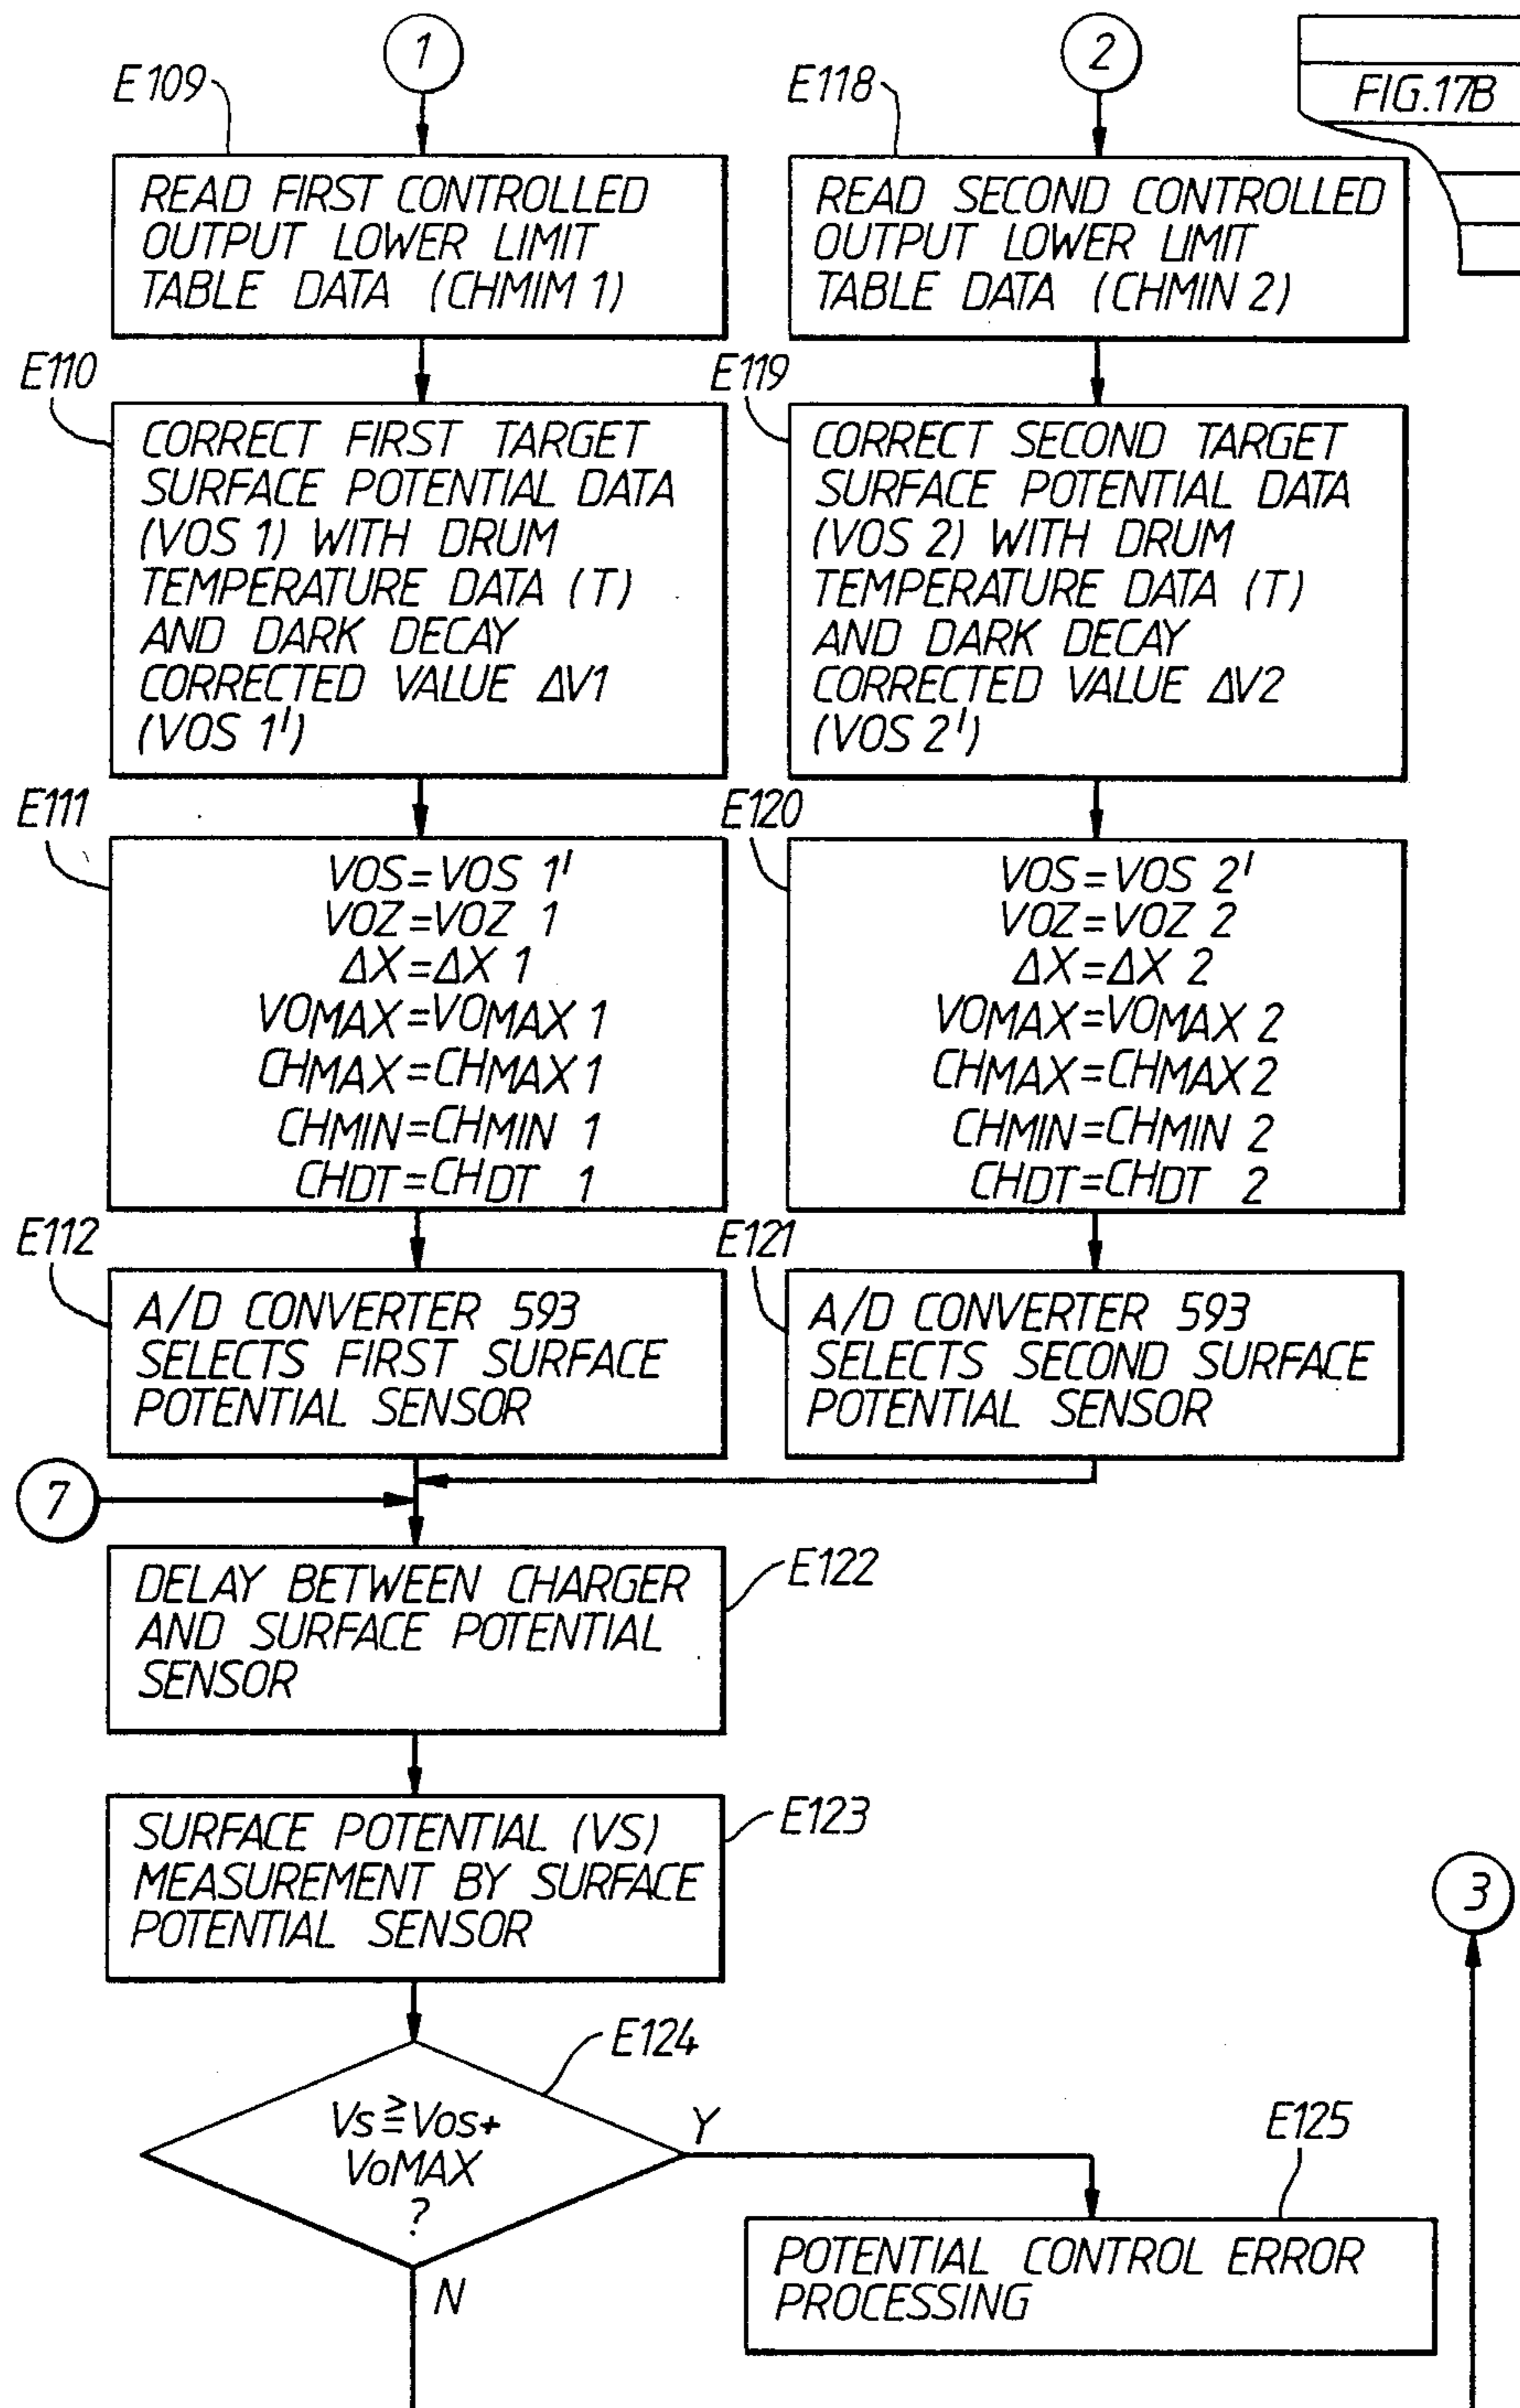 1
2
E109
E118
FIG.17B
READ FIRST CONTROLLED
OUTPUT LOWER LIMIT
TABLE DATA (CHMIM 1)
READ SECOND CONTROLLED
OUTPUT LOWER LIMIT
TABLE DATA (CHMIN 2)
E110
E119
CORRECT FIRST TARGET
SURFACE POTENTIAL DATA
(VOS 1) WITH DRUM
TEMPERATURE DATA (T)
AND DARK DECAY
CORRECTED VALUE ΔV1
(VOS 1')
CORRECT SECOND TARGET
SURFACE POTENTIAL DATA
(VOS 2) WITH DRUM
TEMPERATURE DATA (T)
AND DARK DECAY
CORRECTED VALUE ΔV2
(VOS 2')
E111
E120
VOS=VOS 1'
VOZ=VOZ 1
ΔX=ΔX 1
VOMAX=VOMAX 1
CHMAX=CHMAX 1
CHMIN=CHMIN 1
CHDT=CHDT 1
VOS=VOS 2'
VOZ=VOZ 2
ΔX=ΔX 2
VOMAX=VOMAX 2
CHMAX=CHMAX 2
CHMIN=CHMIN 2
CHDT=CHDT 2
E112
E121
A/D CONVERTER 593
SELECTS FIRST SURFACE
POTENTIAL SENSOR
A/D CONVERTER 593
SELECTS SECOND SURFACE
POTENTIAL SENSOR
7
DELAY BETWEEN CHARGER
AND SURFACE POTENTIAL
SENSOR
E122
SURFACE POTENTIAL (VS)
MEASUREMENT BY SURFACE
POTENTIAL SENSOR
E123
3
E124
Vs≧Vos+
VoMAX
?
Y
N
E125
POTENTIAL CONTROL ERROR
PROCESSING